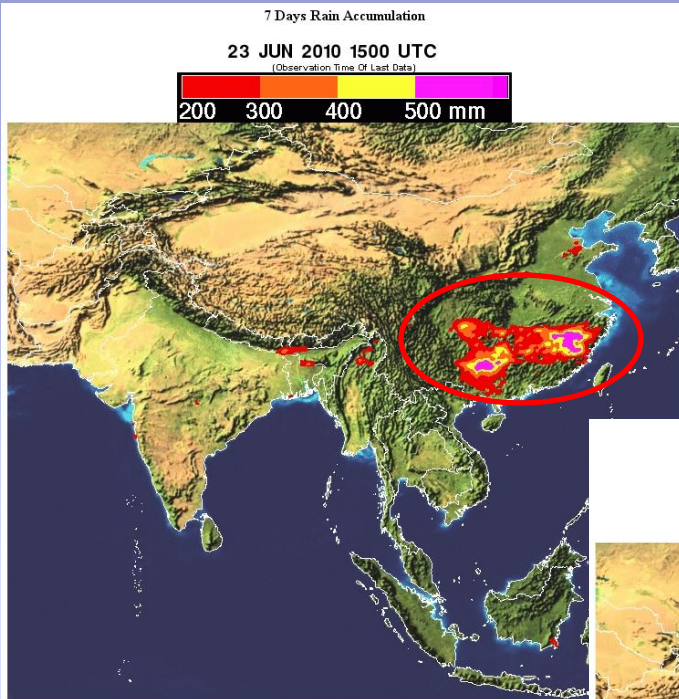 7 Days Rain Accumulation
23 JUN 2010 1500 UTC
(Observation Time Of Last Data)
200 300 400 500 mm